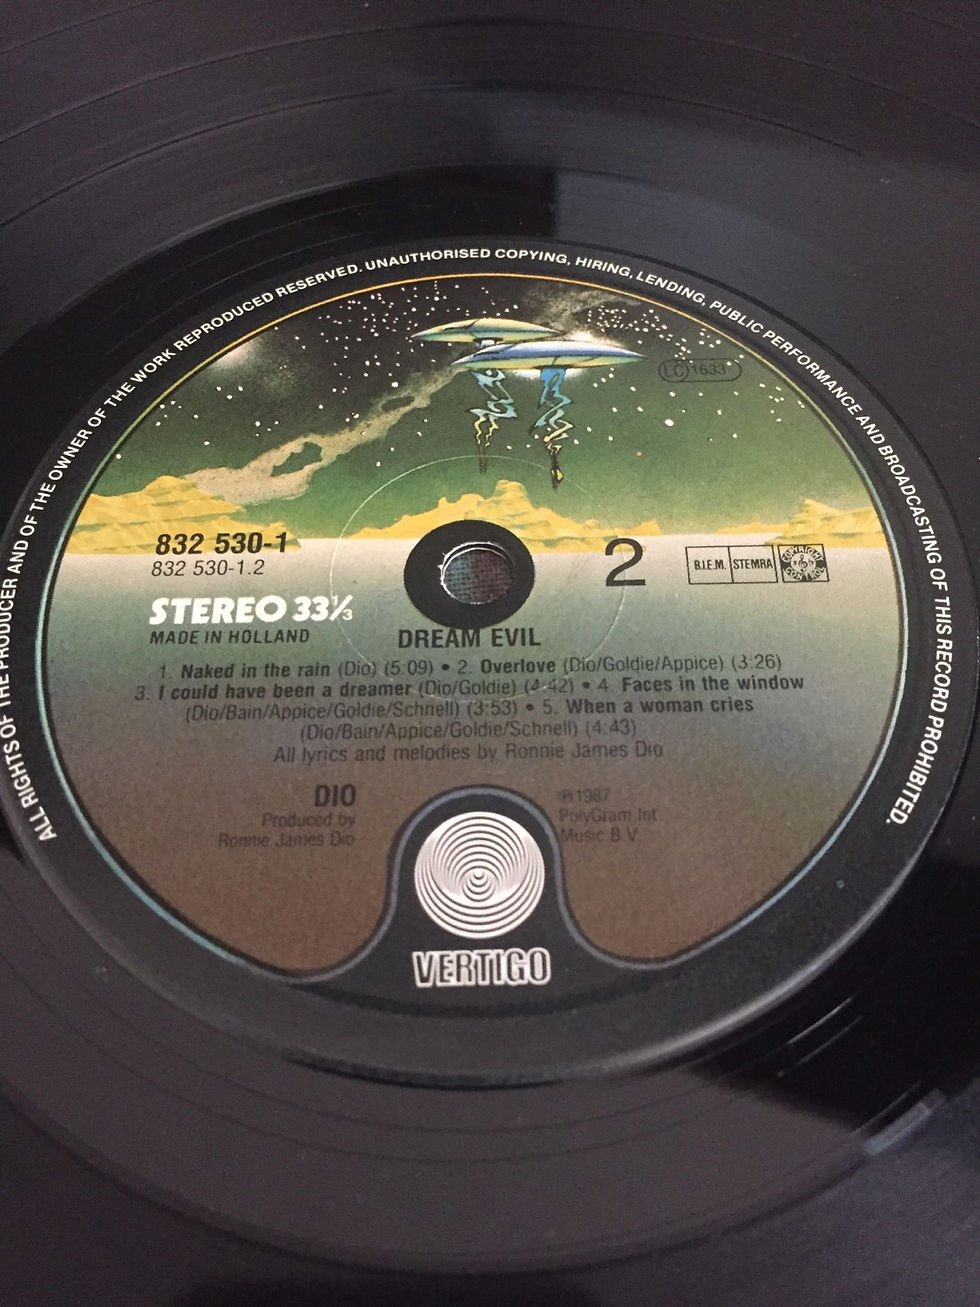 ALL RIGHTS OF THE PRODUCER AND OF THE OWNER OF THE WORK REPRODUCED RESERVED. UNAUTHORISED COPYING, HIRING, LENDING, PUBLIC PERFORMANCE AND BROADCASTING OF THIS RECORD PROHIBITED.
LC 1633
832 530-1
832 530-1.2
2
B.I.E.M. STEMRA COPYRIGHT CONTROL
STEREO 33⅓
MADE IN HOLLAND
DREAM EVIL
1. Naked in the rain (Dio) (5:09) • 2. Overlove (Dio/Goldie/Appice) (3:26)
3. I could have been a dreamer (Dio/Goldie) (4:42) • 4. Faces in the window
(Dio/Bain/Appice/Goldie/Schnell) (3:53) • 5. When a woman cries
(Dio/Bain/Appice/Goldie/Schnell) (4:43)
All lyrics and melodies by Ronnie James Dio
DIO
Produced by
Ronnie James Dio
℗1987
PolyGram Int
Music B.V.
VERTIGO